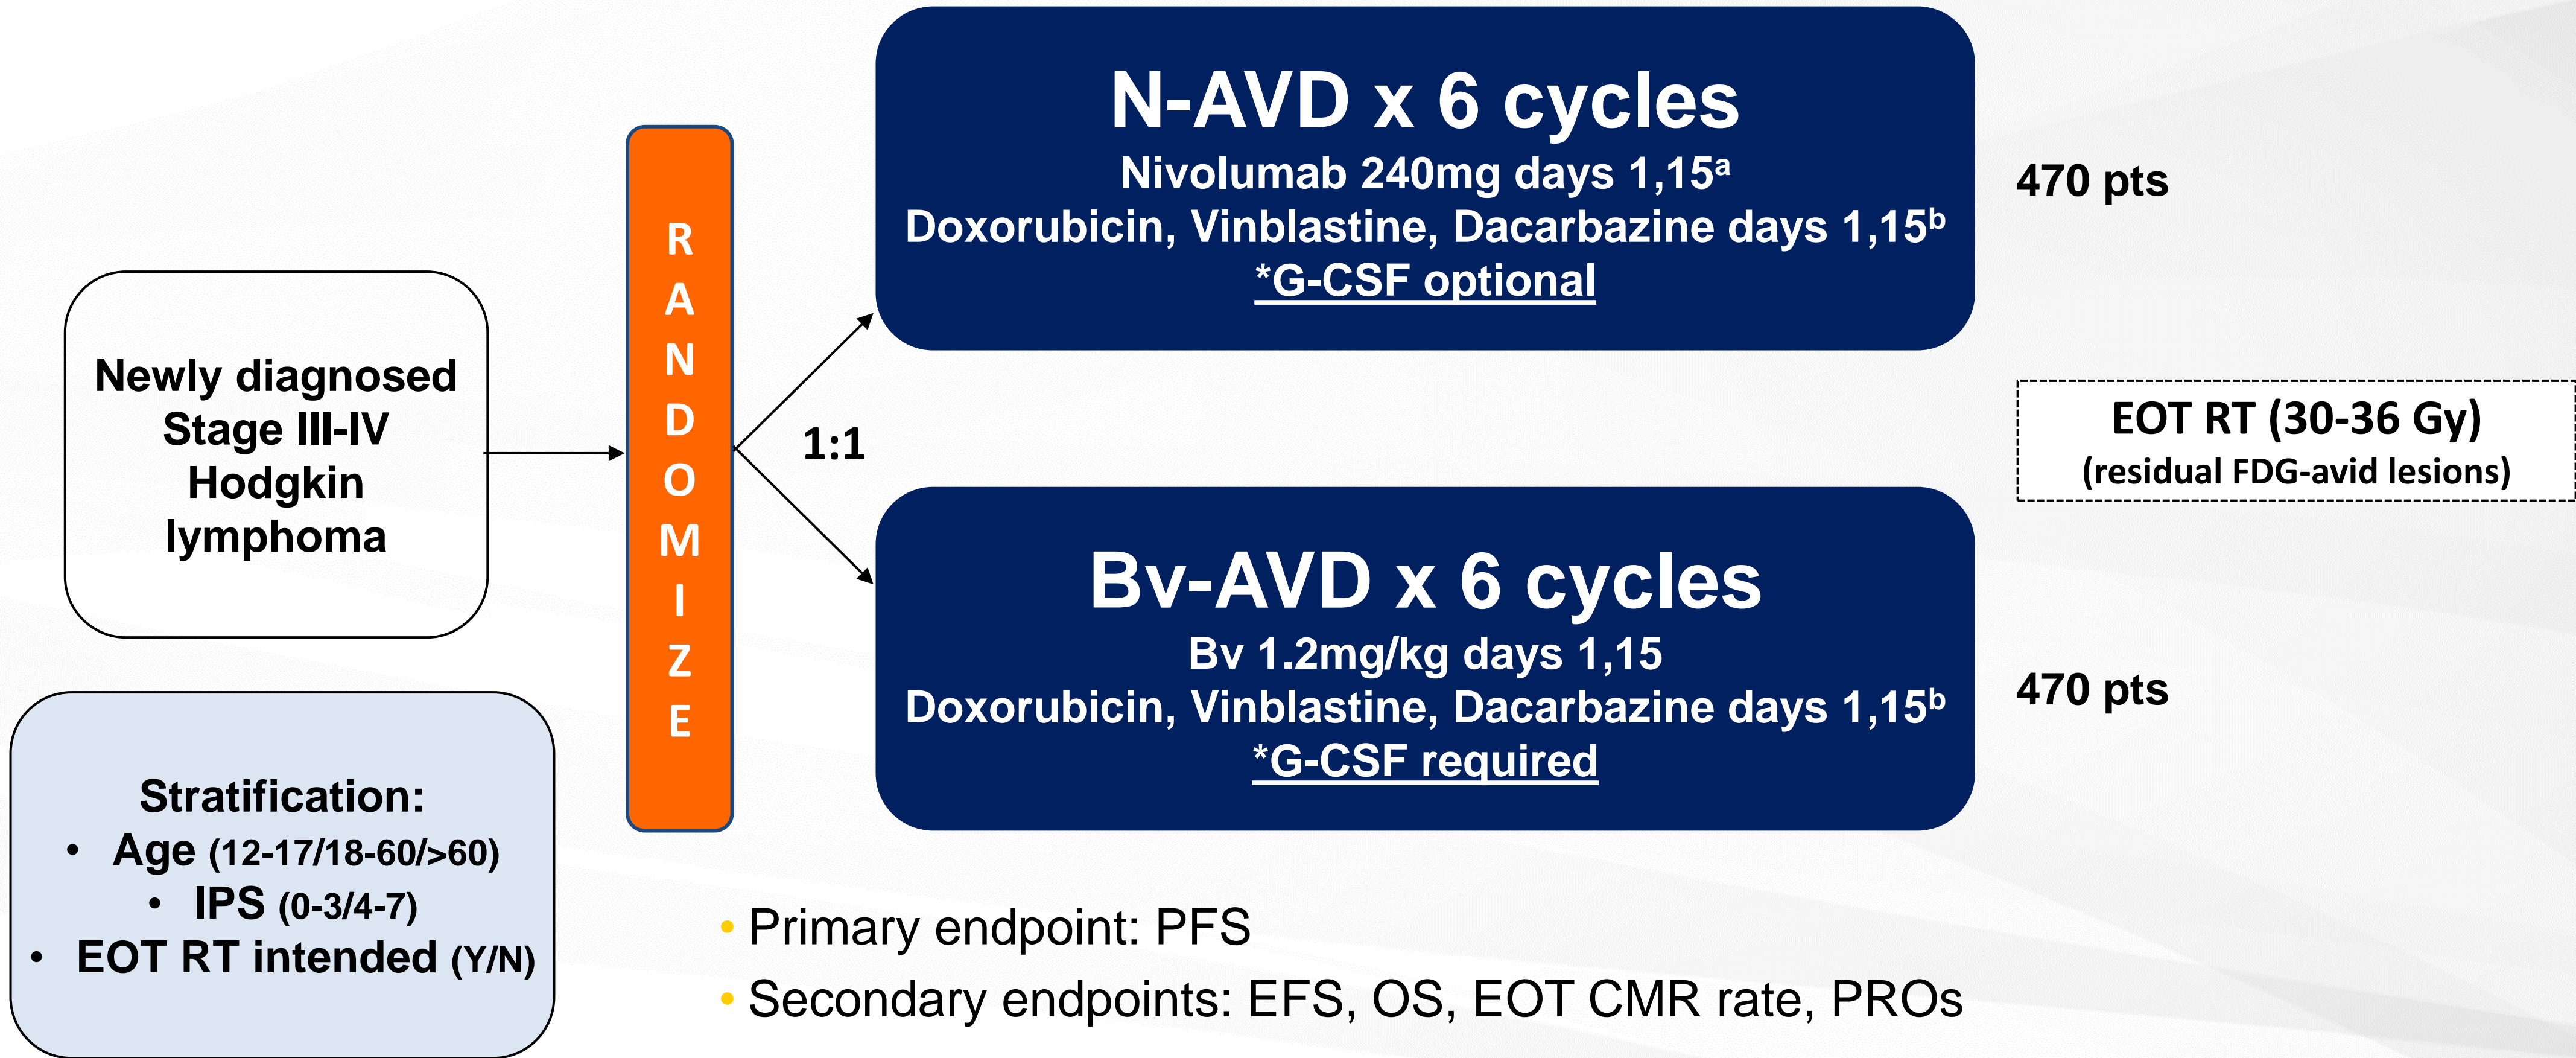 Newly diagnosed
Stage III-IV
Hodgkin
lymphoma
Stratification:
• Age (12-17/18-60/>60)
• IPS (0-3/4-7)
• EOT RT intended (Y/N)
R
A
N
D
O
M
I
Z
E
1:1
N-AVD x 6 cycles
Nivolumab 240mg days 1,15ᵃ
Doxorubicin, Vinblastine, Dacarbazine days 1,15ᵇ
*G-CSF optional
470 pts
EOT RT (30-36 Gy)
(residual FDG-avid lesions)
Bv-AVD x 6 cycles
Bv 1.2mg/kg days 1,15
Doxorubicin, Vinblastine, Dacarbazine days 1,15ᵇ
*G-CSF required
470 pts
• Primary endpoint: PFS
• Secondary endpoints: EFS, OS, EOT CMR rate, PROs